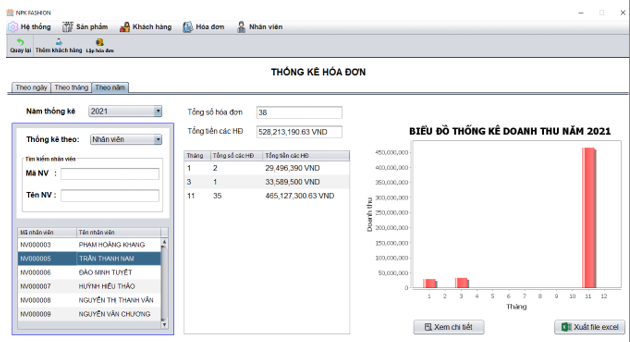 NPK FASHION
Hệ thống Sản phẩm Khách hàng Hóa đơn Nhân viên
Quay lại Thêm khách hàng Lập hóa đơn
THỐNG KÊ HÓA ĐƠN
Theo ngày Theo tháng Theo năm
Năm thống kê 2021
Tổng số hóa đơn 38
Tổng tiền các HĐ 528,213,190.63 VND
Thống kê theo: Nhân viên
Tìm kiếm nhân viên
Mã NV :
Tên NV :
Mã nhân viên Tên nhân viên
NV000003 PHẠM HOÀNG KHANG
NV000005 TRẦN THANH NAM
NV000006 ĐÀO MINH TUYẾT
NV000007 HUỲNH HIẾU THẢO
NV000008 NGUYỄN THỊ THANH VÂN
NV000009 NGUYỄN VĂN CHƯƠNG
Tháng Tổng số các HĐ Tổng tiền các HĐ
1 2 29,496,390 VND
3 1 33,589,500 VND
11 35 465,127,300.63 VND
BIỂU ĐỒ THỐNG KÊ DOANH THU NĂM 2021
450,000,000
400,000,000
350,000,000
300,000,000
250,000,000
200,000,000
150,000,000
100,000,000
50,000,000
0
Doanh thu
1 2 3 4 5 6 7 8 9 10 11 12
Tháng
Xem chi tiết
Xuất file excel